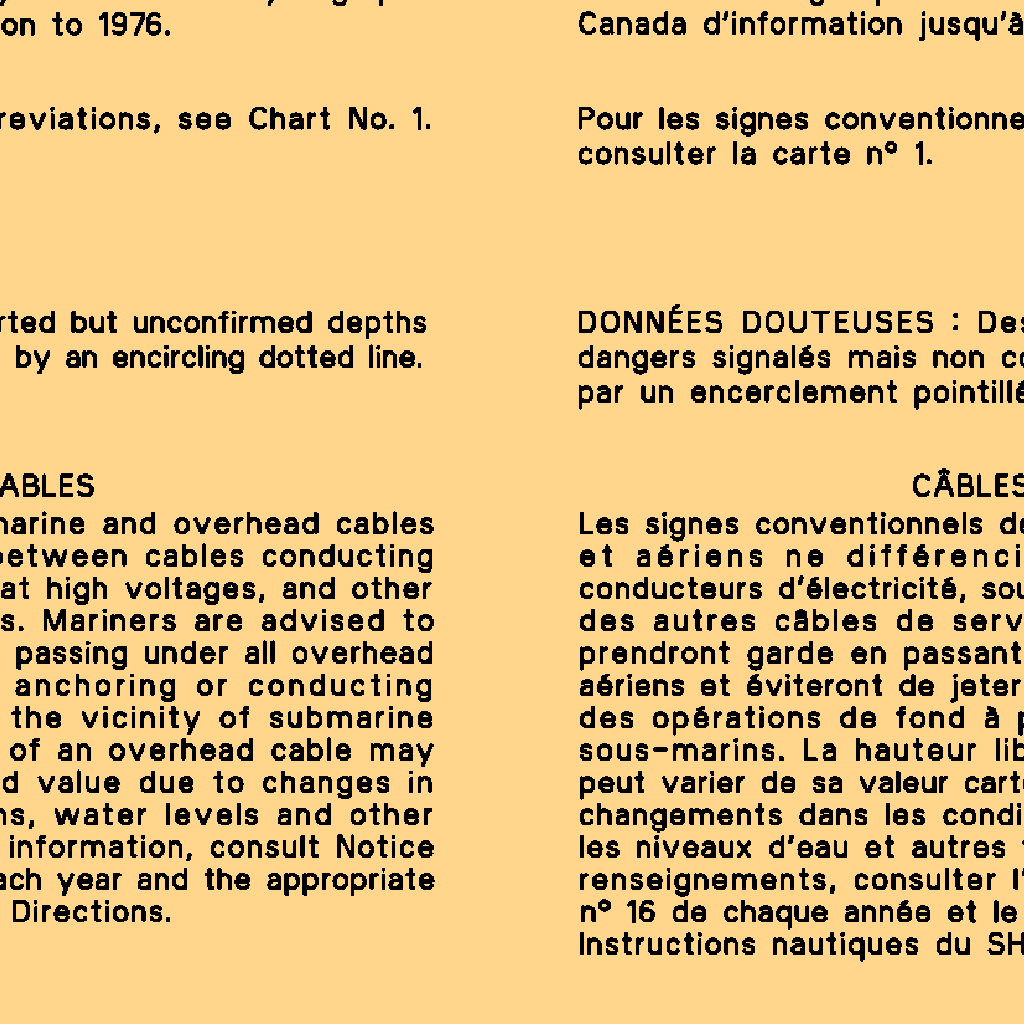 on to 1976.
see Chart No. 1.
but unconfirmed depths
by an encircling dotted line.
and overhead cables
between cables conducting
at high voltages, and other
s. Mariners are advised to
passing under all overhead
anchoring or conducting
the vicinity of submarine
of an overhead cable may
d value due to changes in
ns, water levels and other
information, consult Notice
ach year and the appropriate
Directions.
Canada d'information jusqu'à
Pour les signes conventionne
consulter la carte nº 1.
DONNÉES DOUTEUSES : Des
dangers signalés mais non co
par un encerclement pointillé
CÂBLES
Les signes conventionnels de
et aériens ne différenci
conducteurs d'électricité, sou
des autres câbles de serv
prendront garde en passant
aériens et éviteront de jeter
des opérations de fond à p
sous-marins. La hauteur lib
peut varier de sa valeur carte
changements dans les condi
les niveaux d'eau et autres
renseignements, consulter l'
nº 16 de chaque année et le
Instructions nautiques du SH